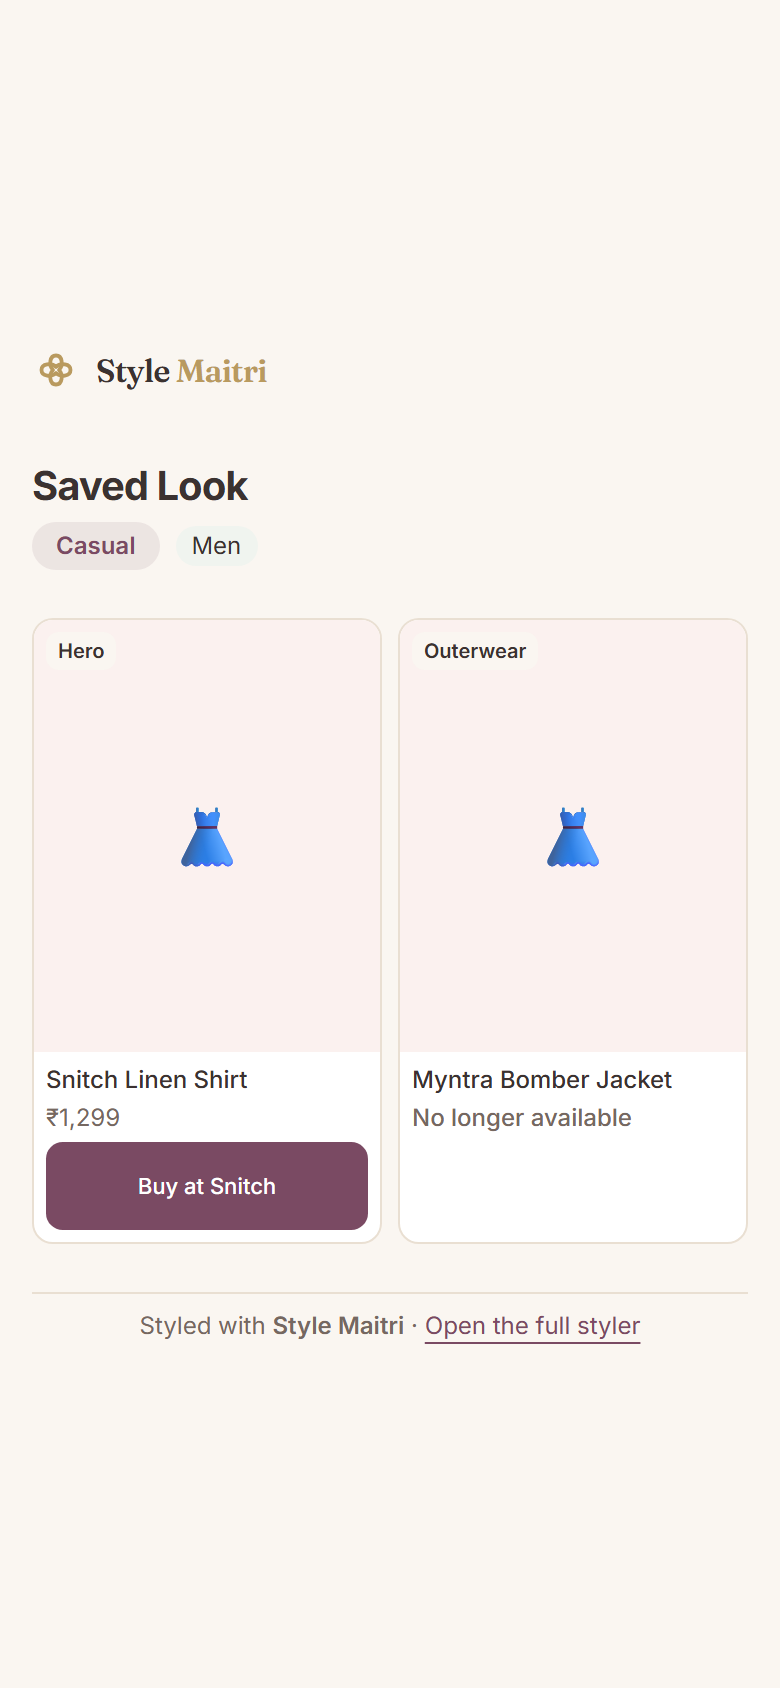 Style Maitri
Saved Look
Casual
Men
Hero
Outerwear
Snitch Linen Shirt
₹1,299
Buy at Snitch
Myntra Bomber Jacket
No longer available
Styled with Style Maitri · Open the full styler